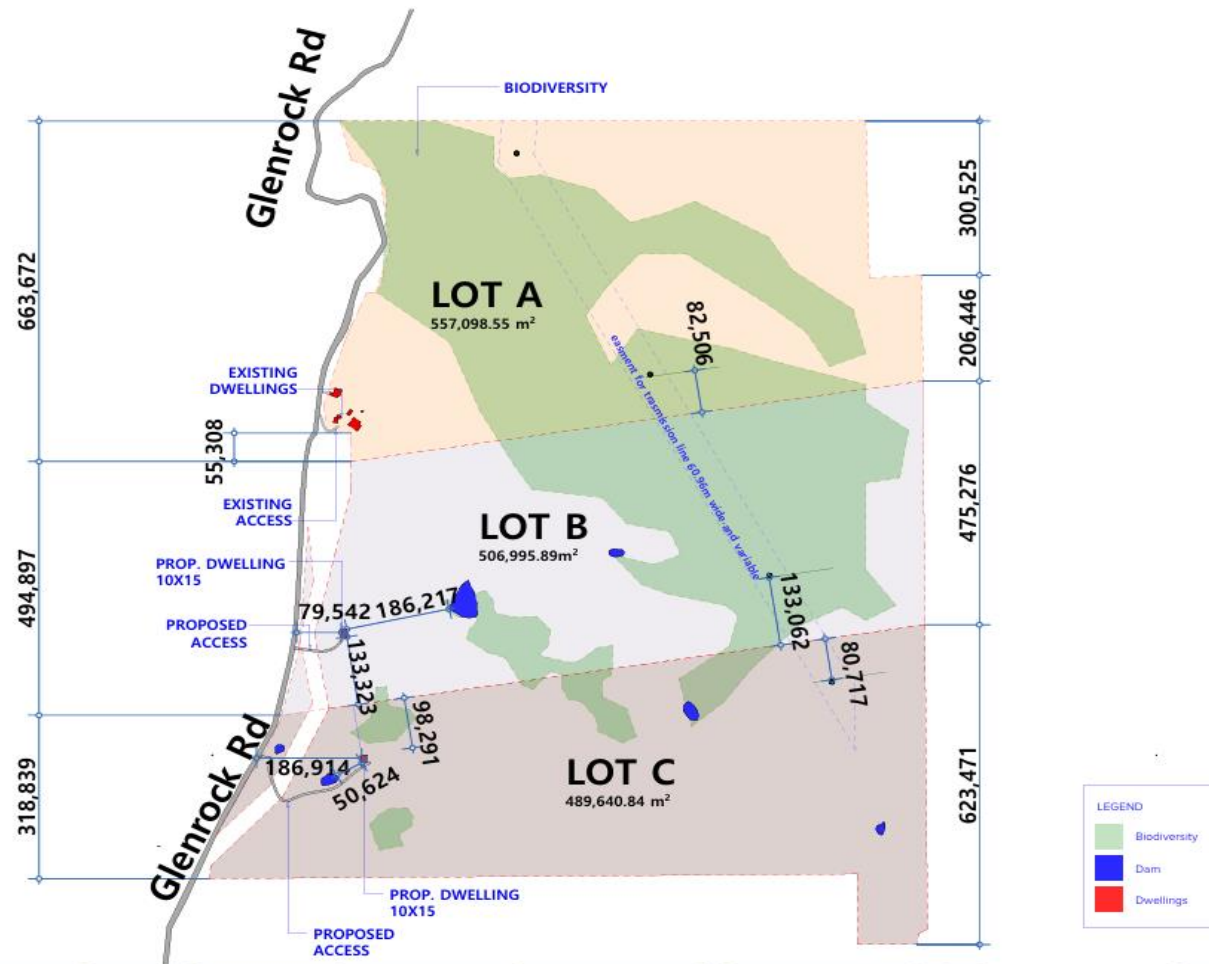 Glenrock Rd
BIODIVERSITY
300,525
663,672
LOT A
557,098.55 m²
206,446
82,506
EXISTING
DWELLINGS
easment for trasmission line 60.96m wide and variable
55,308
EXISTING
ACCESS
LOT B
506,995.89m²
475,276
PROP. DWELLING
10X15
494,897
79,542
186,217
133,062
PROPOSED
ACCESS
133,323
80,717
98,291
Glenrock Rd
186,914
50,624
318,839
LOT C
489,640.84 m²
623,471
PROP. DWELLING
10X15
PROPOSED
ACCESS
LEGEND
Biodiversity
Dam
Dwellings